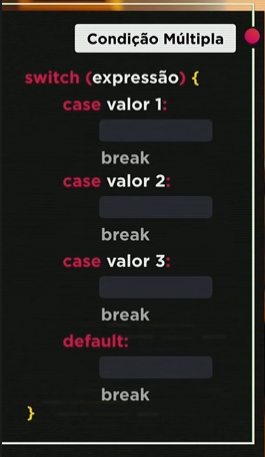 Condição Múltipla
switch (expressão) {
case valor 1:
break
case valor 2:
break
case valor 3:
break
default:
break
}